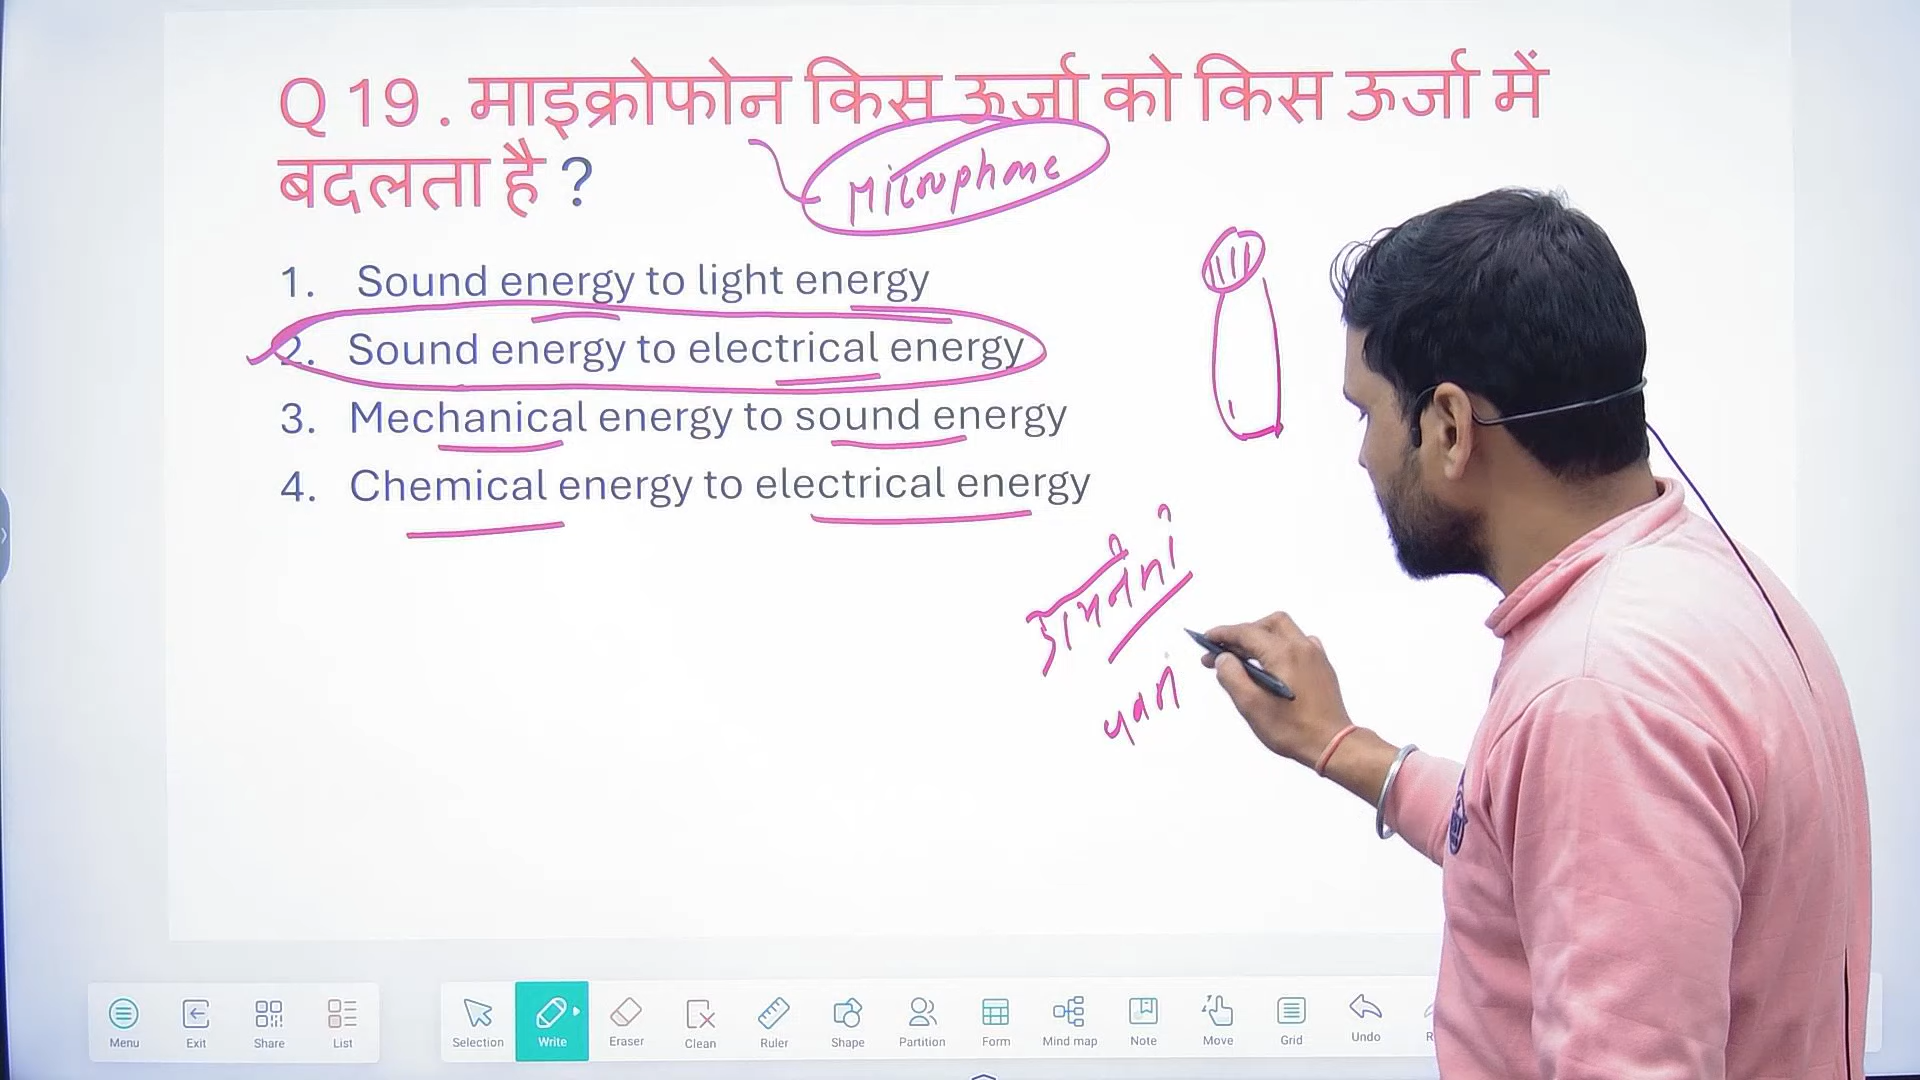 Q 19 . माइक्रोफोन किस ऊर्जा को किस ऊर्जा में
बदलता है ?
Microphone
1. Sound energy to light energy
2. Sound energy to electrical energy
3. Mechanical energy to sound energy
4. Chemical energy to electrical energy
Menu
Exit
Share
List
Selection
Write
Eraser
Clean
Ruler
Shape
Partition
Form
Mind map
Note
Move
Grid
Undo